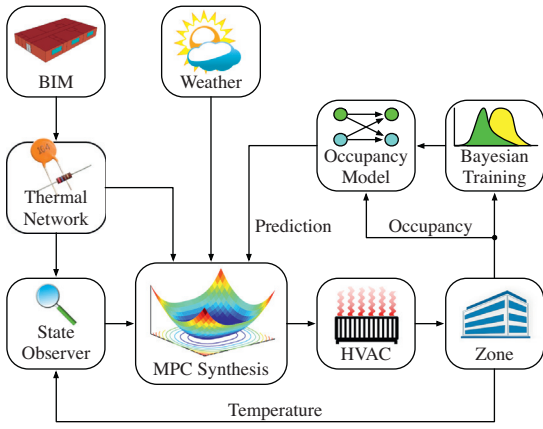 BIM
Weather
Occupancy
Model
Bayesian
Training
Thermal
Network
Prediction
Occupancy
State
Observer
MPC Synthesis
HVAC
Zone
Temperature